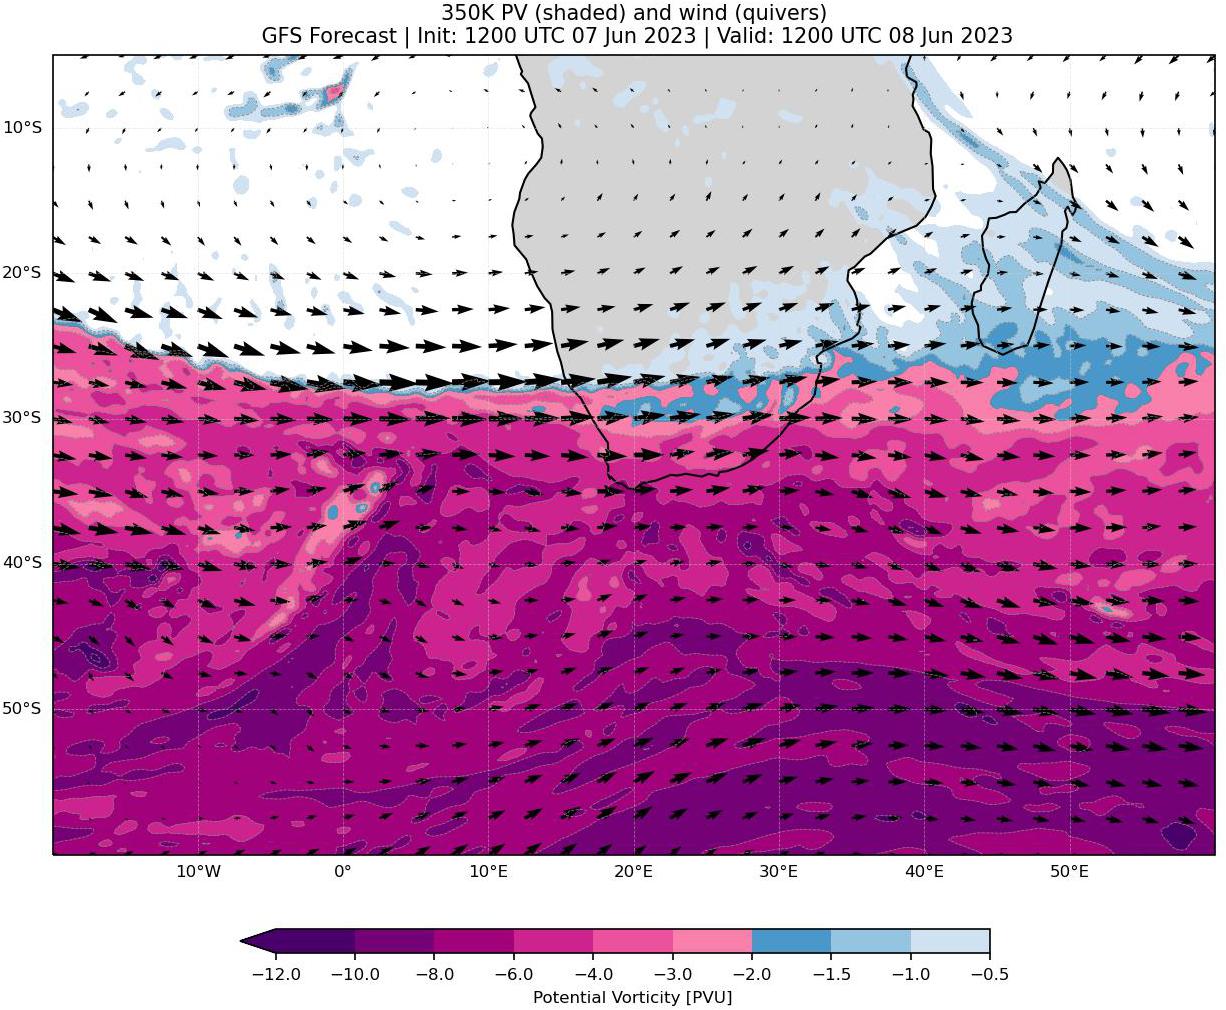 350K PV (shaded) and wind (quivers)
GFS Forecast | Init: 1200 UTC 07 Jun 2023 | Valid: 1200 UTC 08 Jun 2023
10°S
20°S
30°S
40°S
50°S
10°W 0° 10°E 20°E 30°E 40°E 50°E
−12.0 −10.0 −8.0 −6.0 −4.0 −3.0 −2.0 −1.5 −1.0 −0.5
Potential Vorticity [PVU]